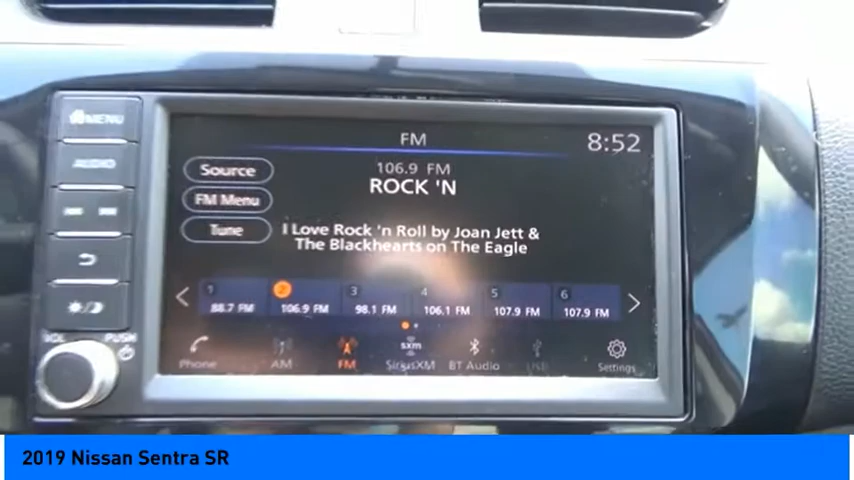 MENU
AUDIO
VOL PUSH
FM
8:52
Source
106.9 FM
ROCK 'N
FM Menu
Tune
I Love Rock 'n Roll by Joan Jett &
The Blackhearts on The Eagle
1 2 3 4 5 6
88.7 FM 106.9 FM 98.1 FM 106.1 FM 107.9 FM 107.9 FM
sxm
Phone AM FM SiriusXM BT Audio USB Settings
2019 Nissan Sentra SR